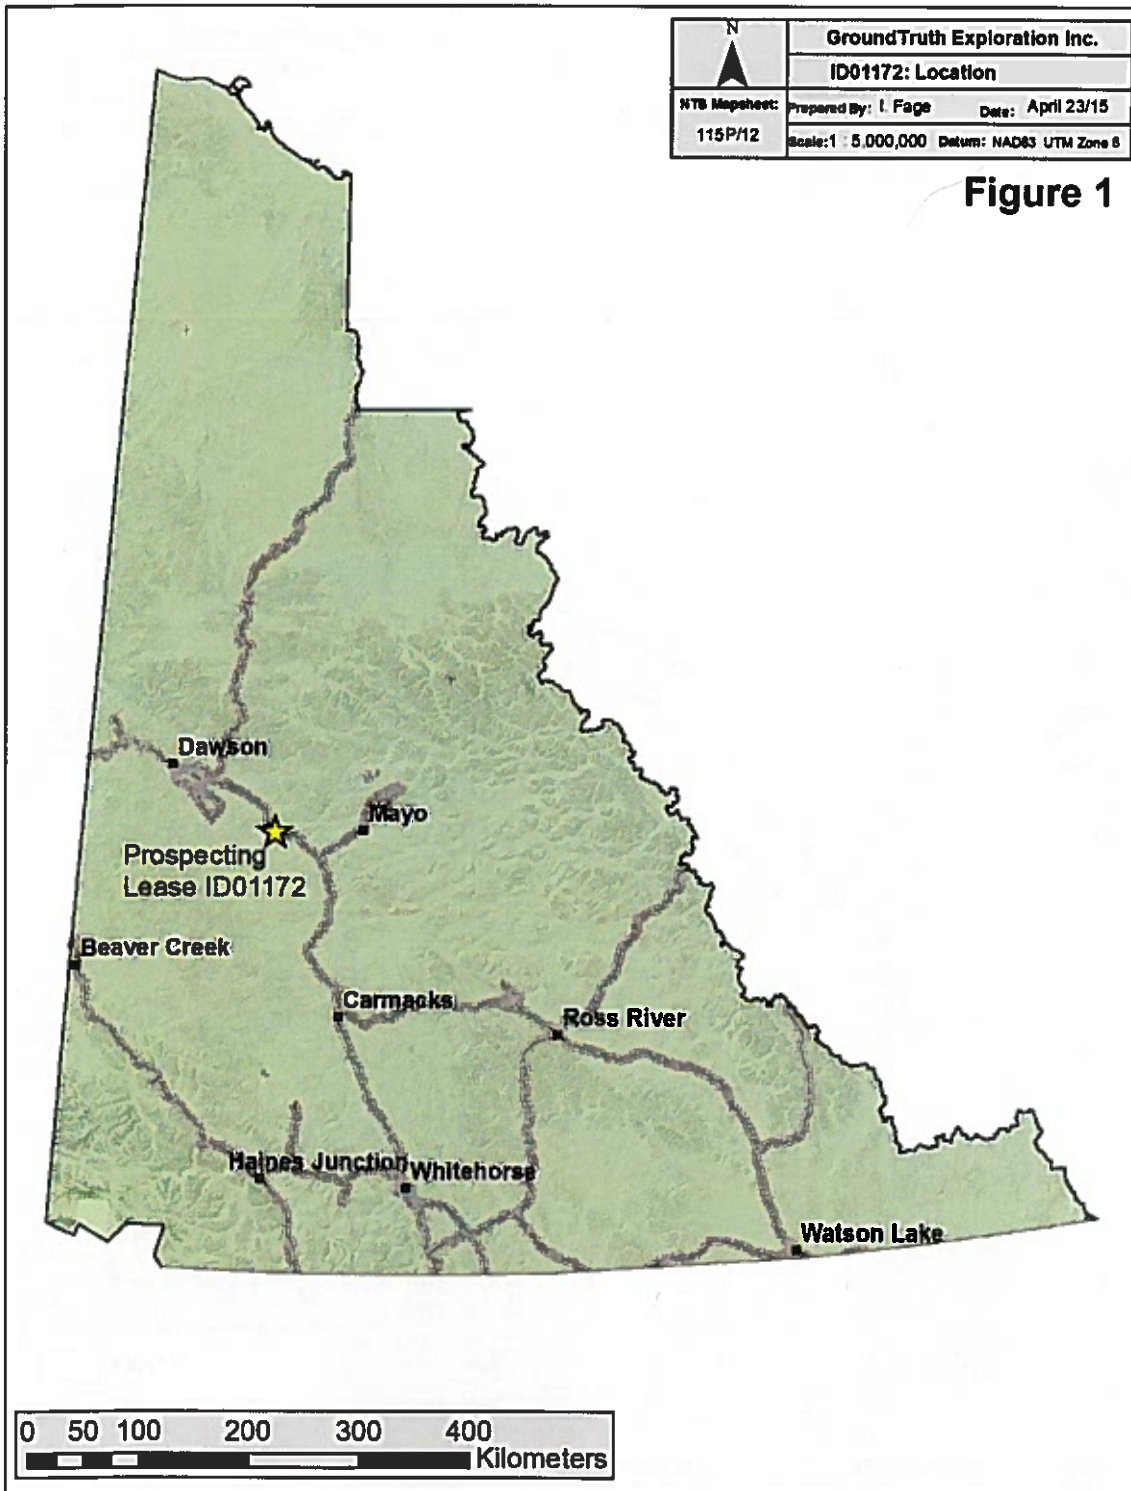 N
GroundTruth Exploration Inc.
ID01172: Location
NTS Mapsheet:
115P/12
Prepared By: I. Fage Date: April 23/15
Scale:1 : 5,000,000 Datum: NAD83 UTM Zone 8
Figure 1
Dawson
Mayo
Prospecting
Lease ID01172
Beaver Creek
Carmacks
Ross River
Haines Junction
Whitehorse
Watson Lake
0 50 100 200 300 400
Kilometers